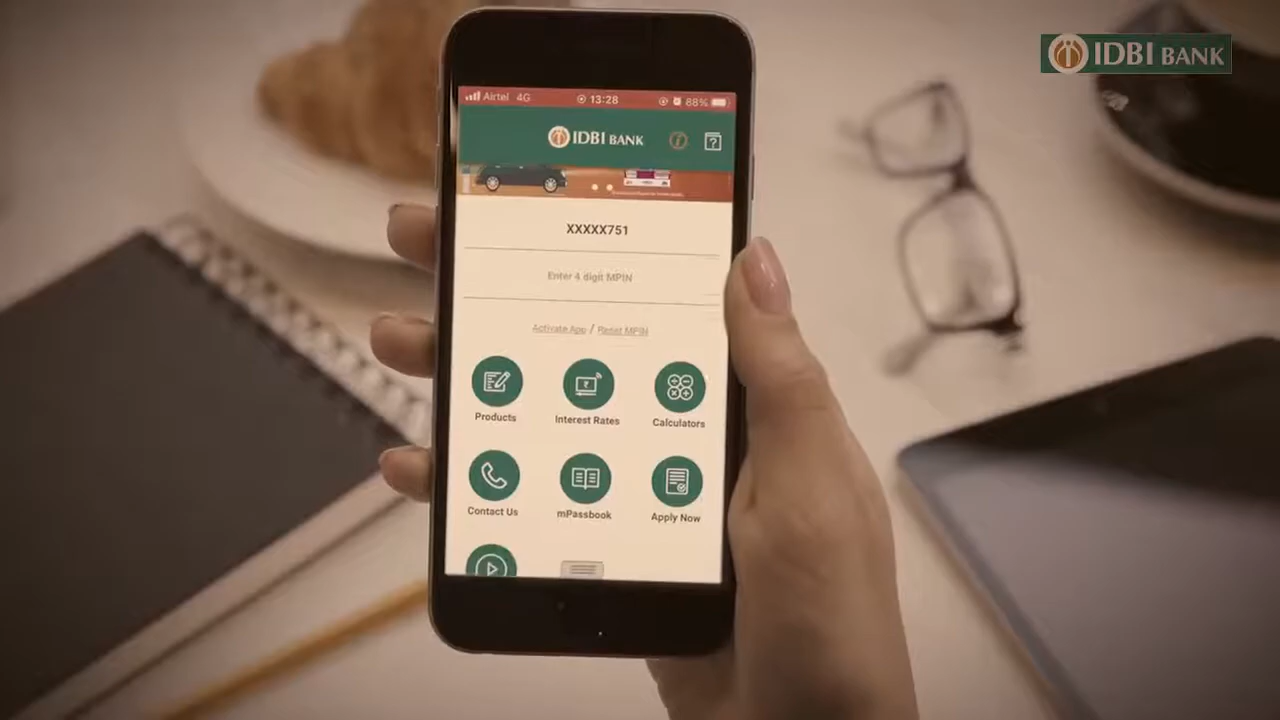 IDBI BANK
Airtel 4G 13:28 88%
IDBI BANK
XXXXX751
Enter 4 digit MPIN
Activate App / Reset MPIN
Products Interest Rates Calculators
Contact Us mPassbook Apply Now